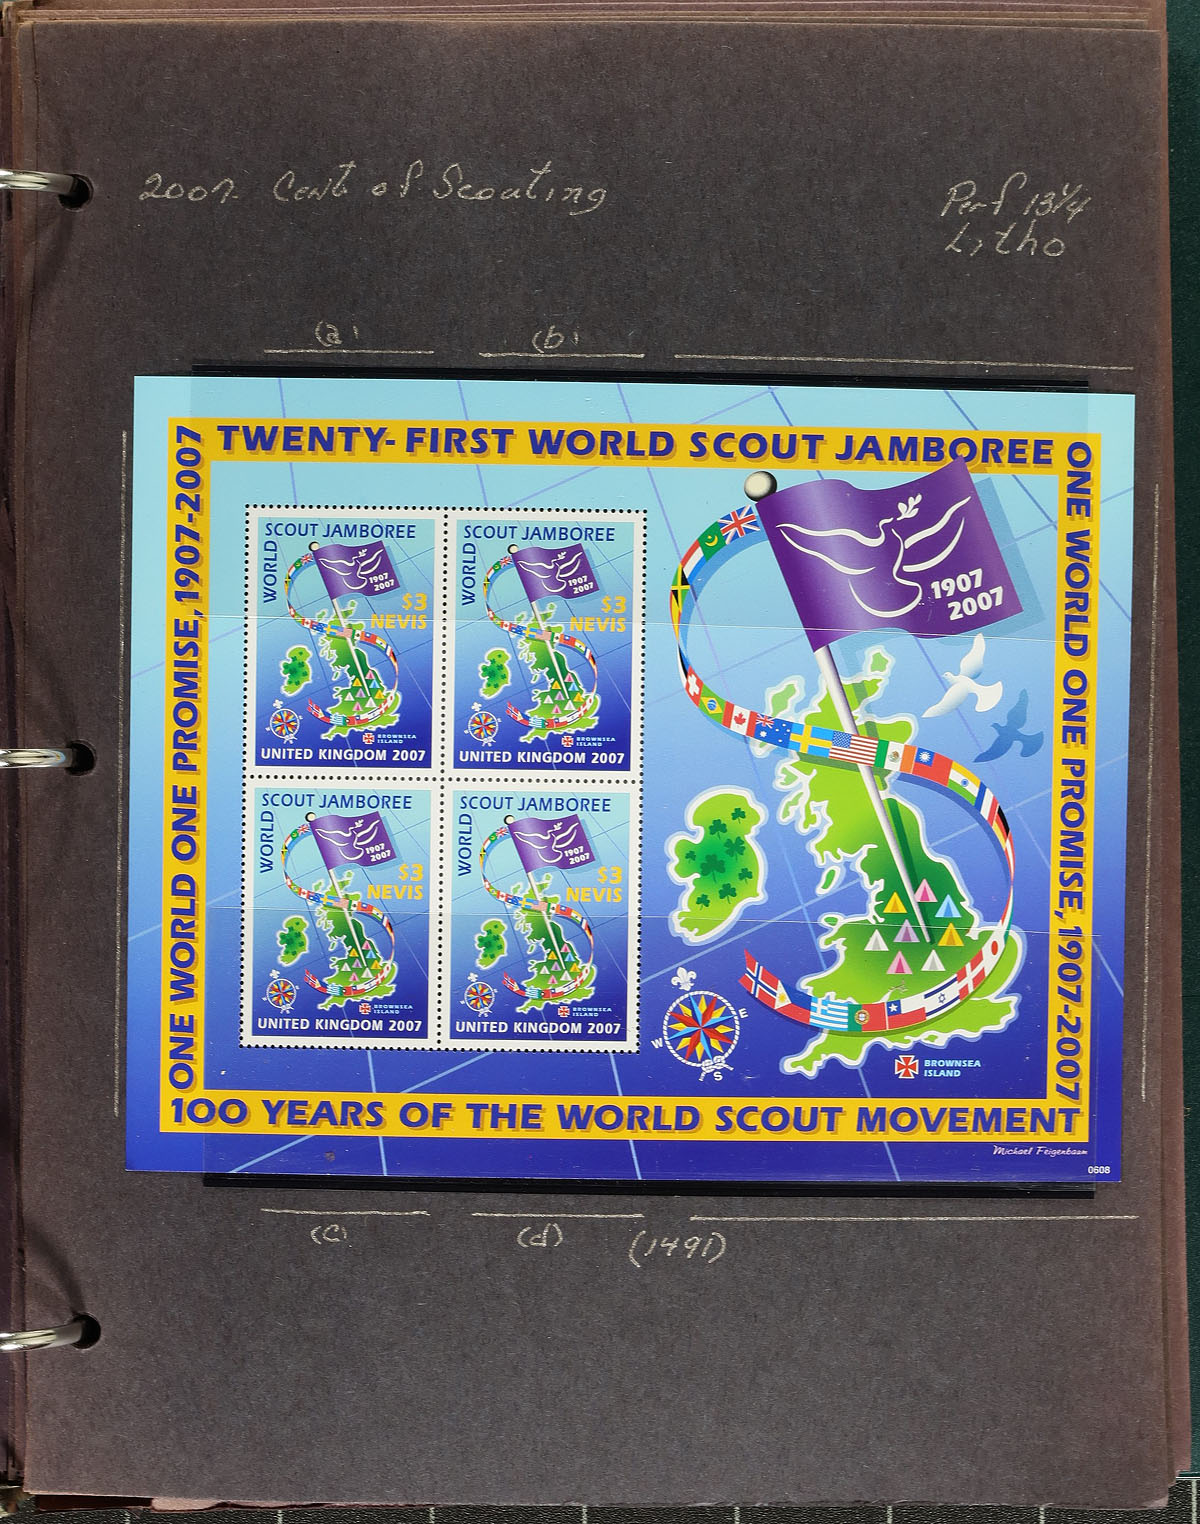 2007. Cent of Scouting
Perf 13 1/4
Litho
(a)
(b)
TWENTY-FIRST WORLD SCOUT JAMBOREE
ONE WORLD ONE PROMISE, 1907-2007
ONE WORLD ONE PROMISE, 1907-2007
1907
2007
SCOUT JAMBOREE
WORLD
1907
2007
$3
NEVIS
BROWNSEA
ISLAND
UNITED KINGDOM 2007
SCOUT JAMBOREE
WORLD
1907
2007
$3
NEVIS
BROWNSEA
ISLAND
UNITED KINGDOM 2007
SCOUT JAMBOREE
WORLD
1907
2007
$3
NEVIS
BROWNSEA
ISLAND
UNITED KINGDOM 2007
SCOUT JAMBOREE
WORLD
1907
2007
$3
NEVIS
BROWNSEA
ISLAND
UNITED KINGDOM 2007
W
E
S
BROWNSEA
ISLAND
100 YEARS OF THE WORLD SCOUT MOVEMENT
Michael Feigenbaum
0608
(c)
(d)
(1491)